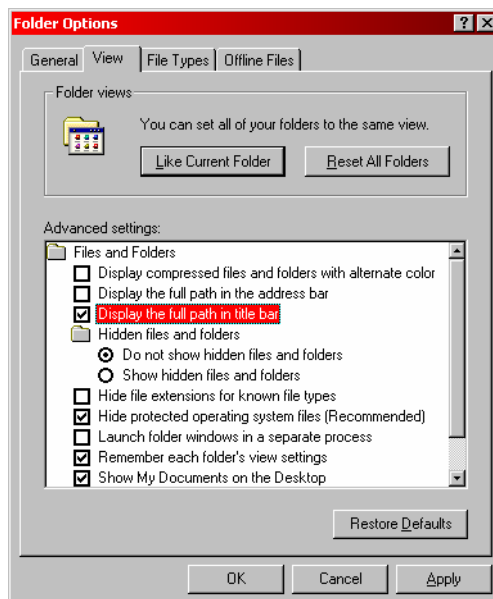 Folder Options
General View File Types Offline Files
Folder views
You can set all of your folders to the same view.
Like Current Folder Reset All Folders
Advanced settings:
Files and Folders
Display compressed files and folders with alternate color
Display the full path in the address bar
Display the full path in title bar
Hidden files and folders
Do not show hidden files and folders
Show hidden files and folders
Hide file extensions for known file types
Hide protected operating system files (Recommended)
Launch folder windows in a separate process
Remember each folder's view settings
Show My Documents on the Desktop
Restore Defaults
OK Cancel Apply